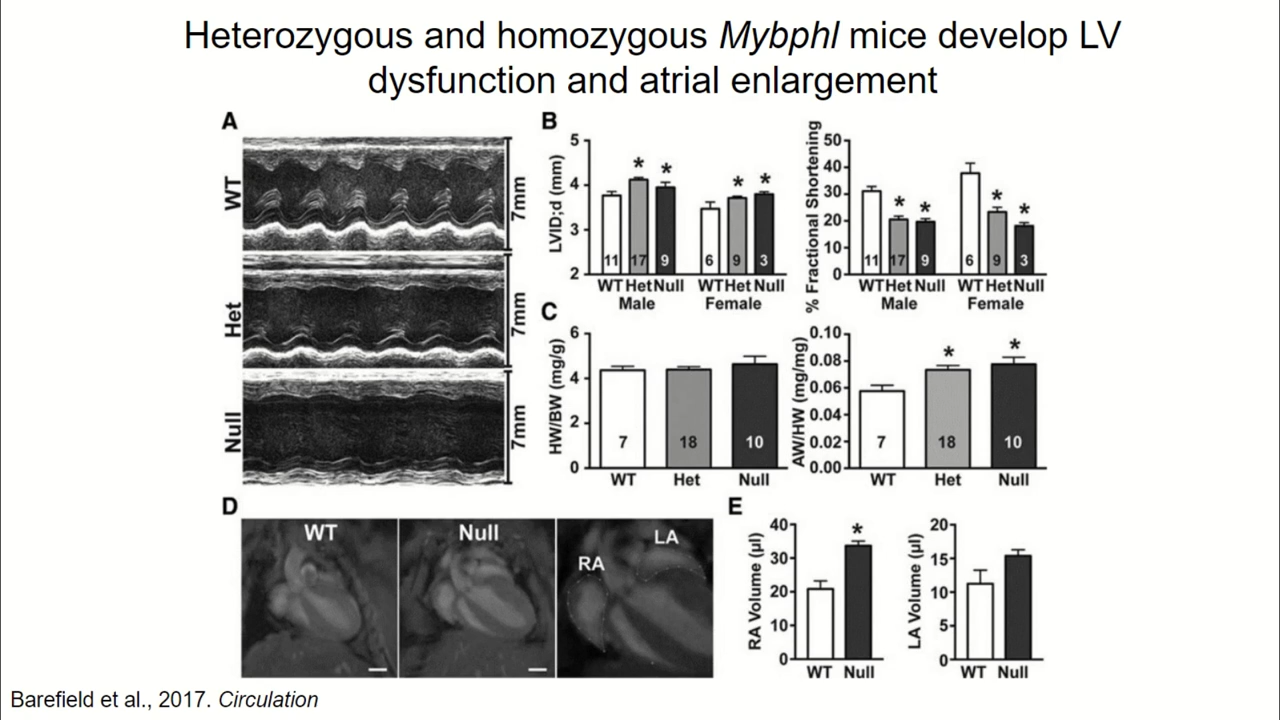 Heterozygous and homozygous Mybphl mice develop LV
dysfunction and atrial enlargement
A
WT
7mm
Het
7mm
Null
7mm
B
LVID;d (mm)
5
4
3
2
* * * *
11 17 9 6 9 3
WT Het Null WT Het Null
Male Female
% Fractional Shortening
50
40
30
20
10
0
* * * *
11 17 9 6 9 3
WT Het Null WT Het Null
Male Female
C
HW/BW (mg/g)
6
4
2
0
7 18 10
WT Het Null
AW/HW (mg/mg)
0.10
0.08
0.06
0.04
0.02
0.00
* *
7 18 10
WT Het Null
D
WT Null
LA
RA
E
RA Volume (µl)
40
30
20
10
0
*
WT Null
LA Volume (µl)
20
15
10
5
0
WT Null
Barefield et al., 2017. Circulation